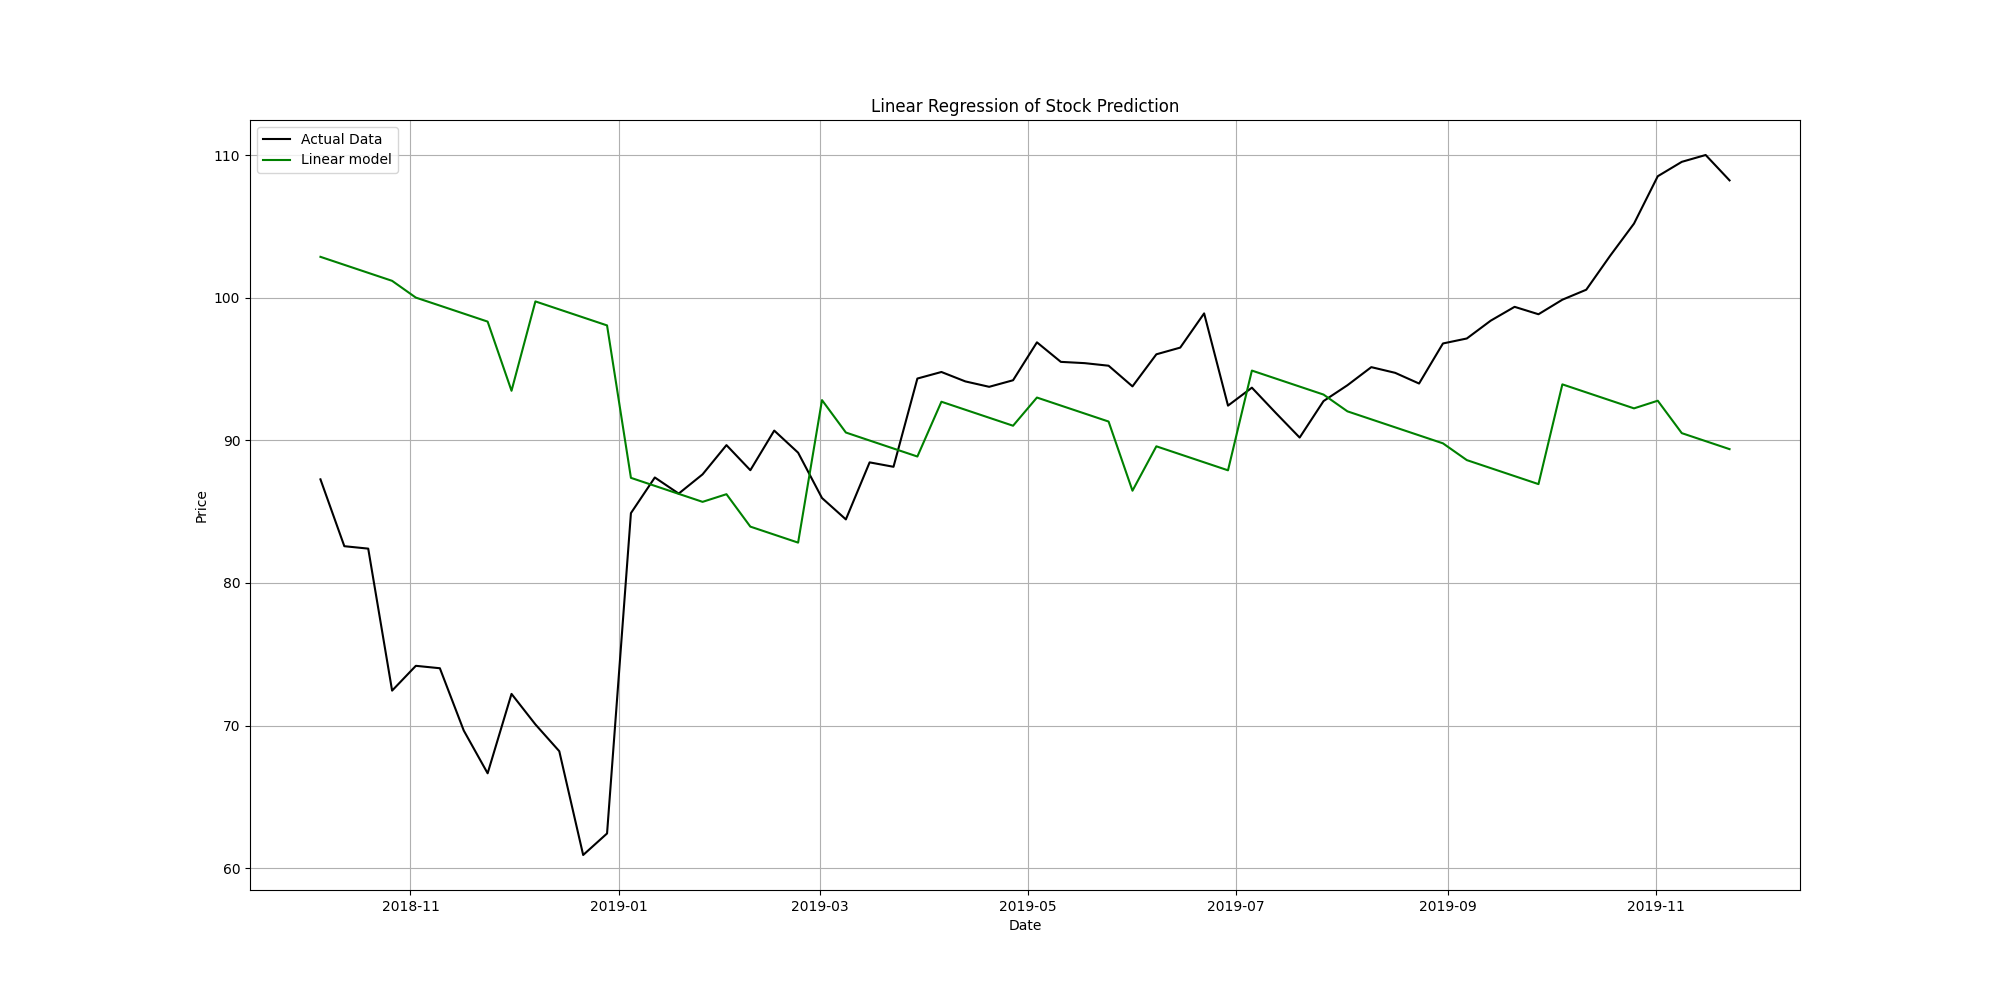 Linear Regression of Stock Prediction
Actual Data
Linear model
110
100
90
80
70
60
Price
2018-11 2019-01 2019-03 2019-05 2019-07 2019-09 2019-11
Date